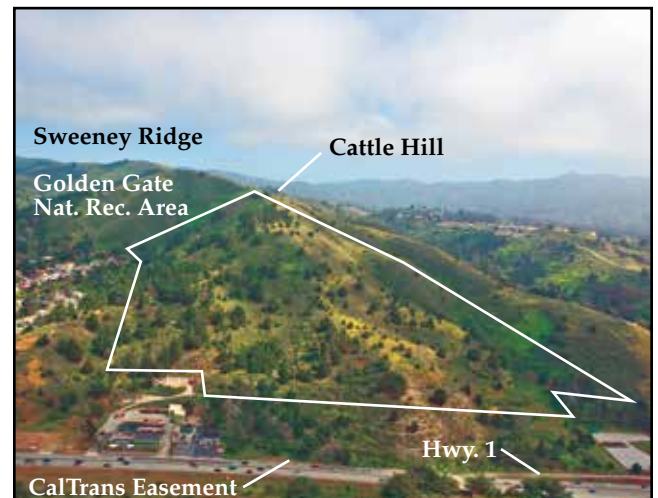 Sweeney Ridge
Cattle Hill
Golden Gate
Nat. Rec. Area
Hwy. 1
CalTrans Easement